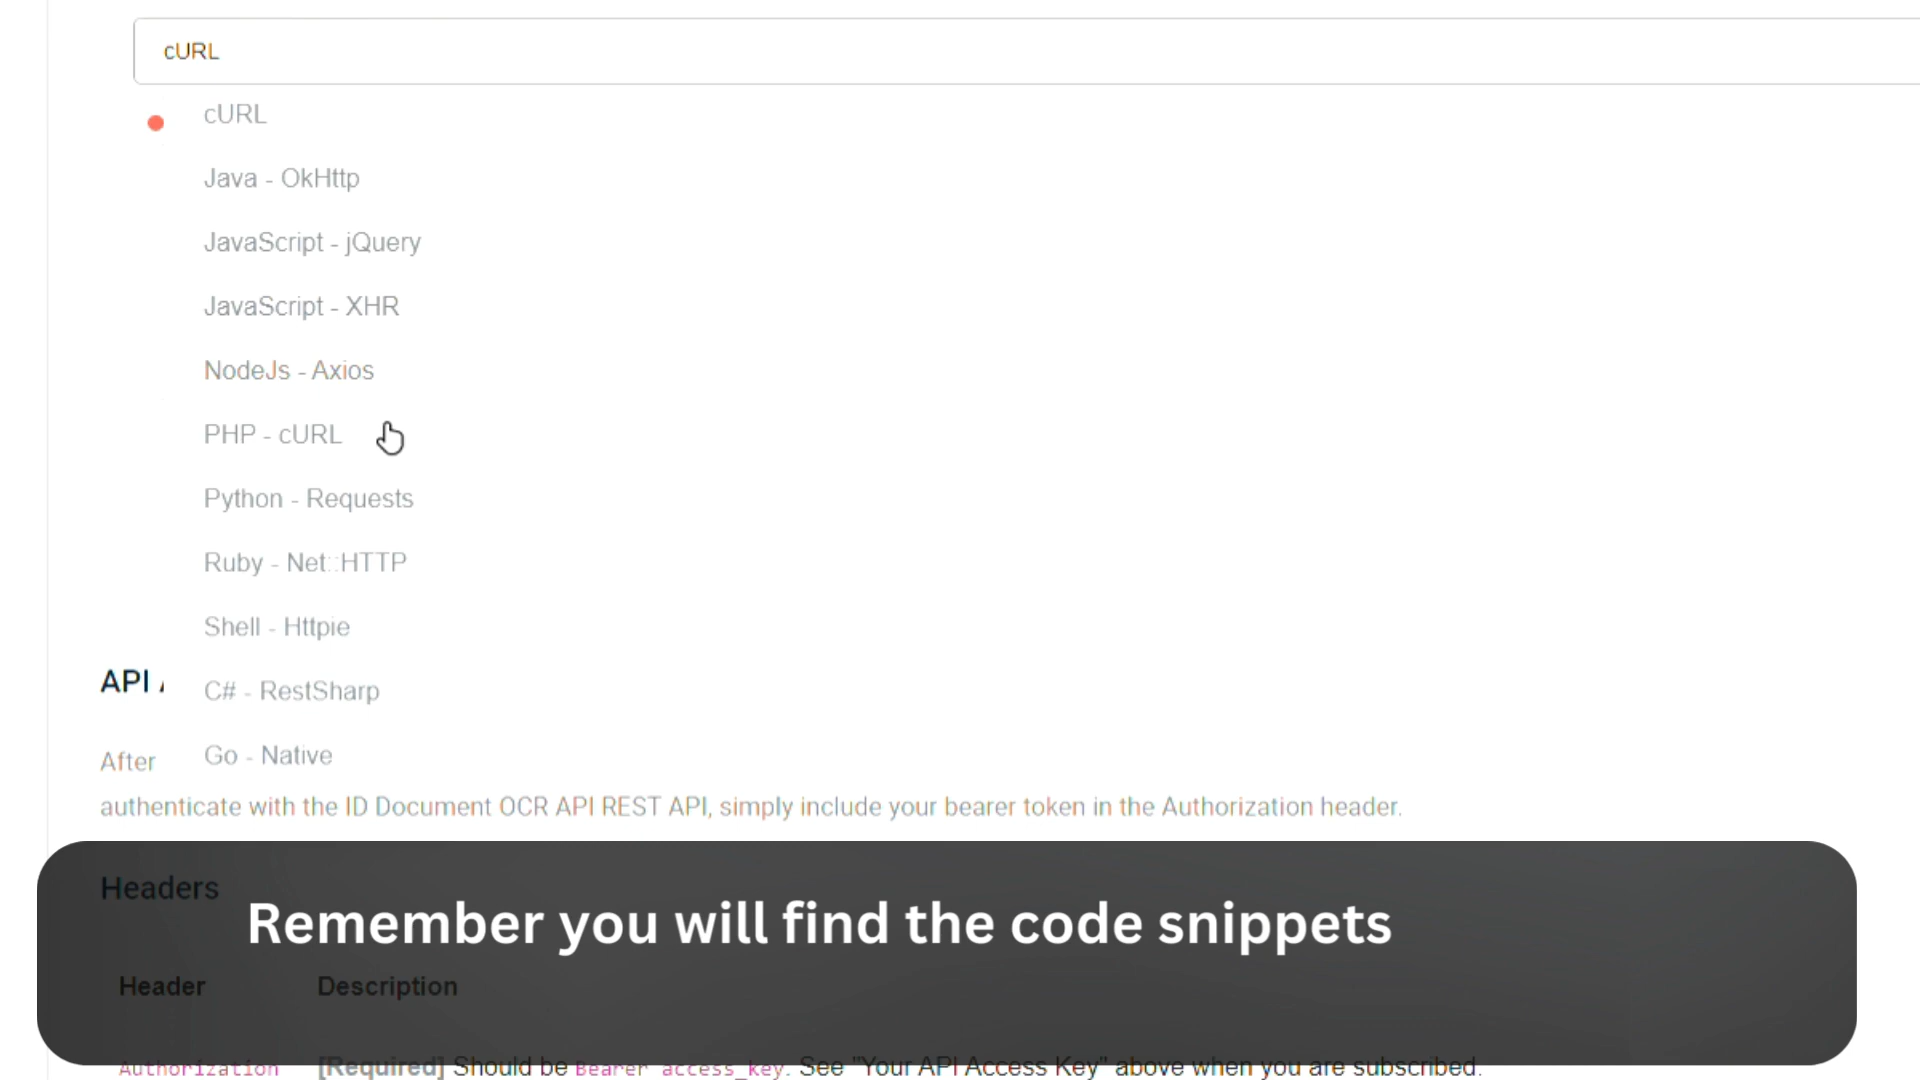 cURL
cURL
Java - OkHttp
JavaScript - jQuery
JavaScript - XHR
NodeJs - Axios
PHP - cURL
Python - Requests
Ruby - Net::HTTP
Shell - Httpie
API
C# - RestSharp
After
Go - Native
authenticate with the ID Document OCR API REST API, simply include your bearer token in the Authorization header.
Headers
Remember you will find the code snippets
Header Description
Authorization [Required] Should be Bearer access_key. See "Your API Access Key" above when you are subscribed.